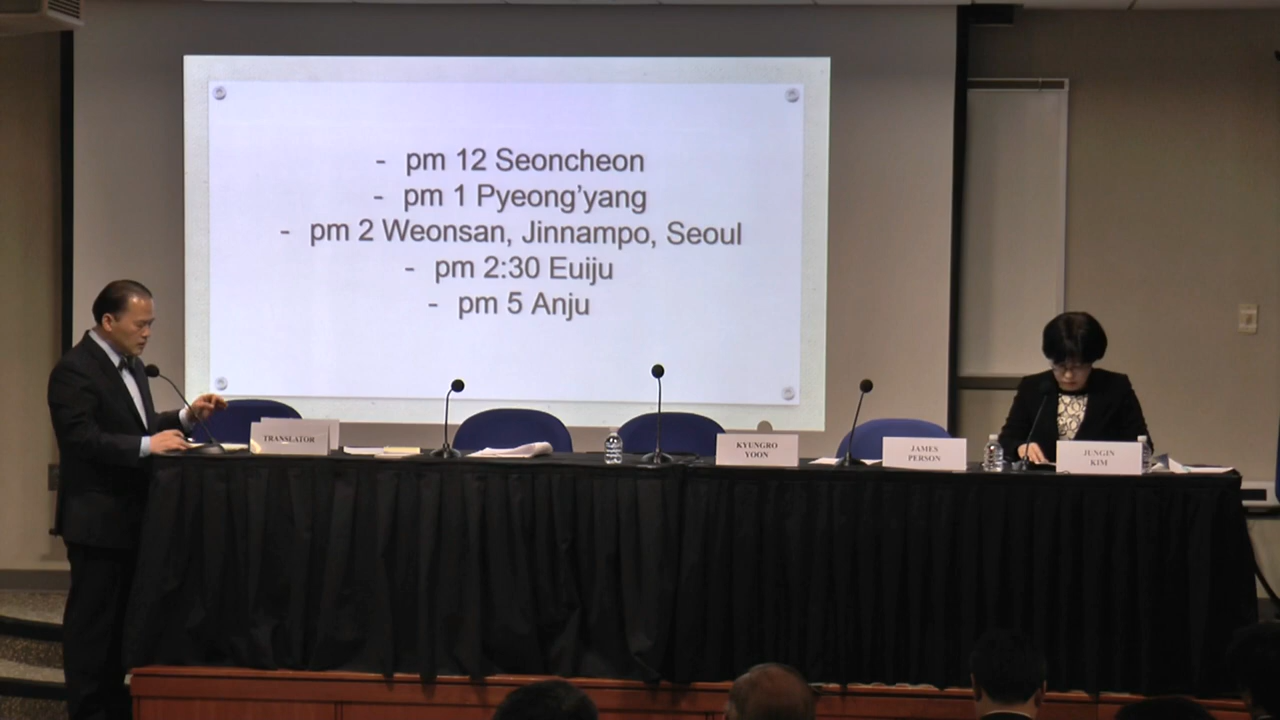 - pm 12 Seoncheon
- pm 1 Pyeong’yang
- pm 2 Weonsan, Jinnampo, Seoul
- pm 2:30 Euiju
- pm 5 Anju
TRANSLATOR
KYUNGRO
YOON
JAMES
PERSON
JUNGIN
KIM